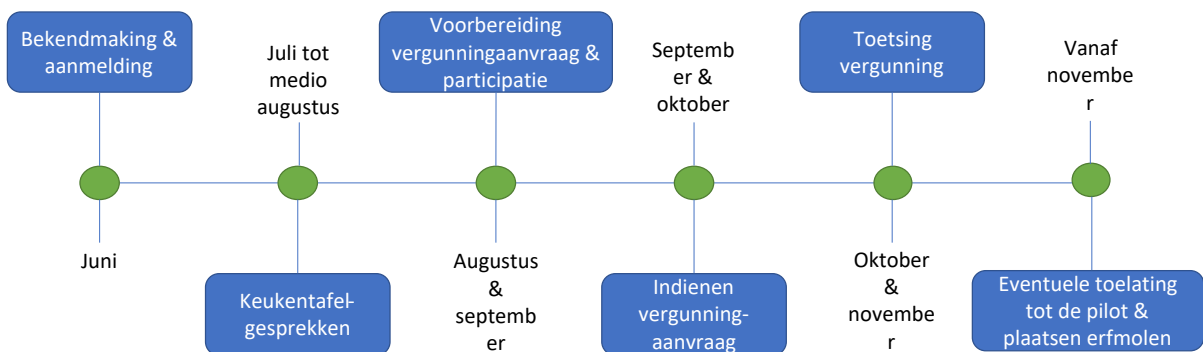 Bekendmaking &
aanmelding
Juni
Juli tot
medio
augustus
Keukentafel-
gesprekken
Voorbereiding
vergunningaanvraag &
participatie
Augustus
&
septemb
er
Septemb
er &
oktober
Indienen
vergunning-
aanvraag
Toetsing
vergunning
Oktober
&
novembe
r
Vanaf
novembe
r
Eventuele toelating
tot de pilot &
plaatsen erfmolen